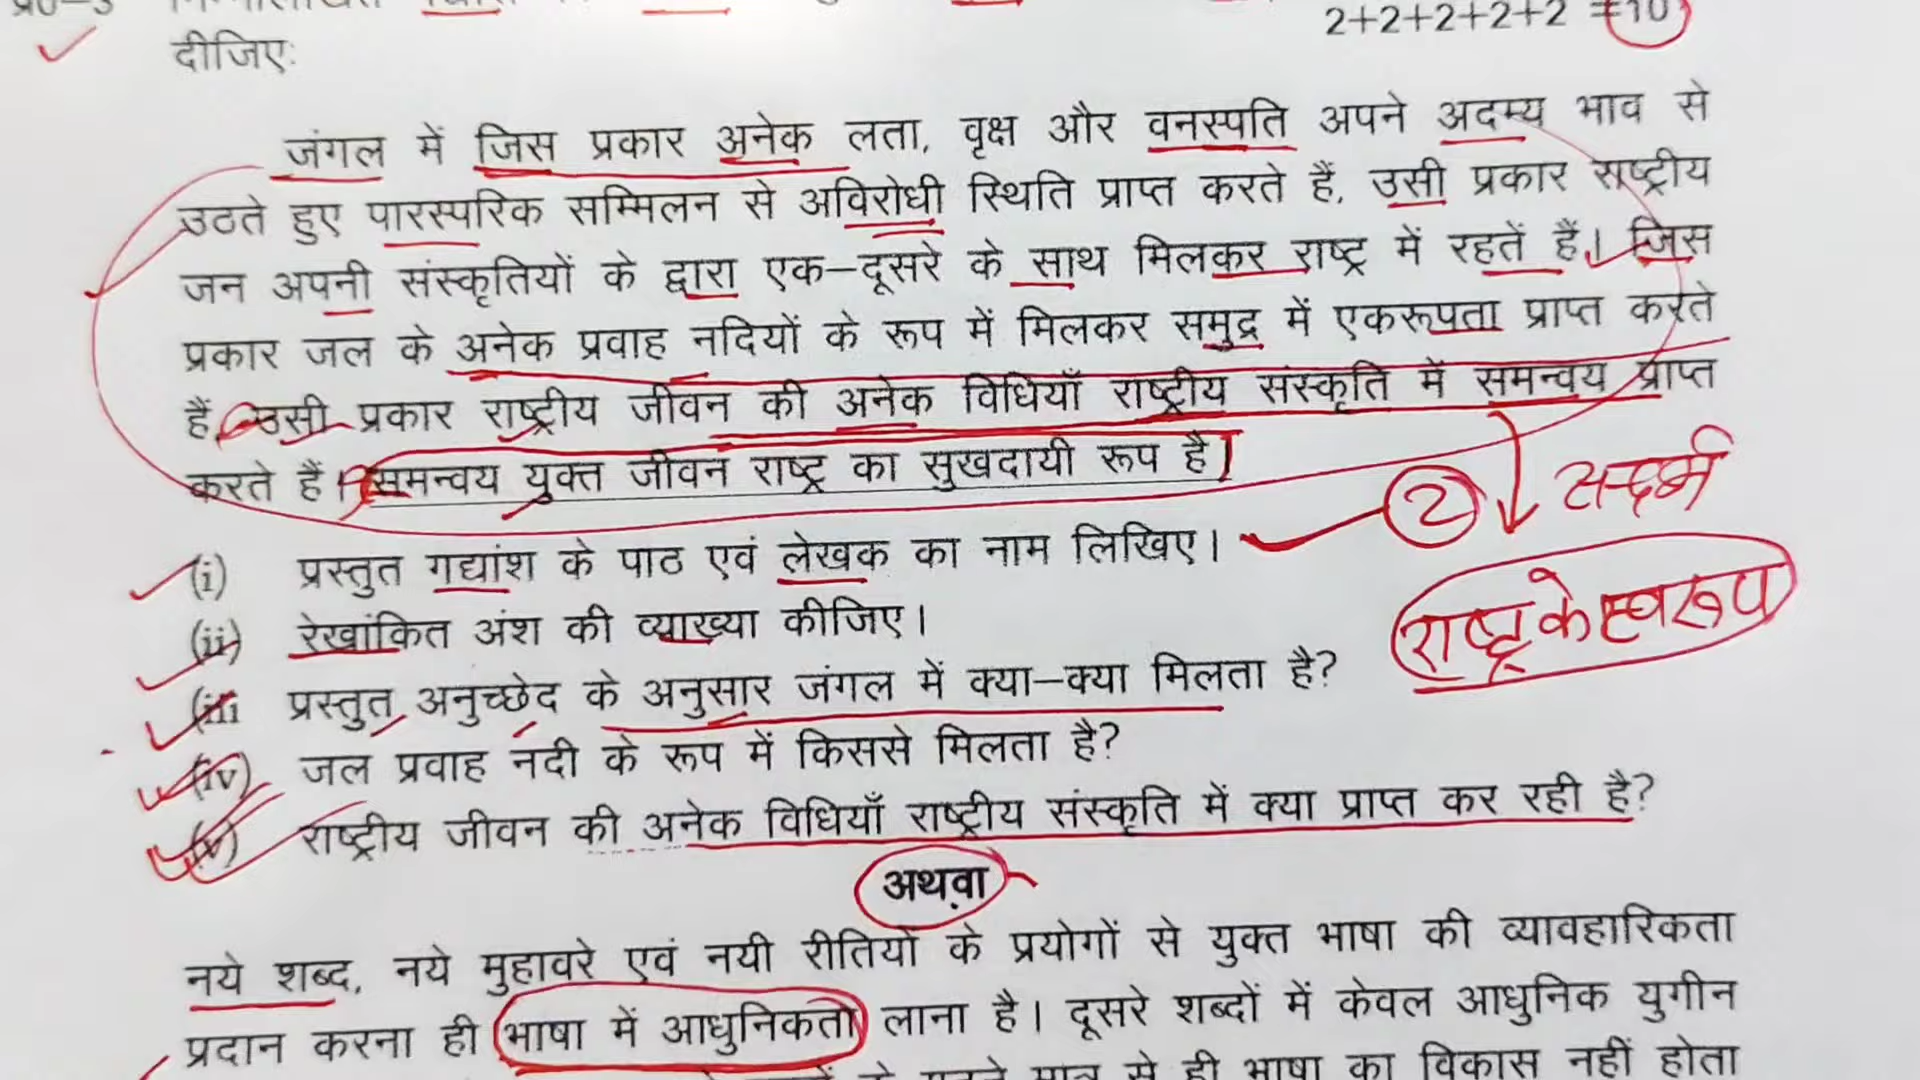 2+2+2+2+2 =10
दीजिए:
जंगल में जिस प्रकार अनेक लता, वृक्ष और वनस्पति अपने अदम्य भाव से
उठते हुए पारस्परिक सम्मिलन से अविरोधी स्थिति प्राप्त करते हैं, उसी प्रकार राष्ट्रीय
जन अपनी संस्कृतियों के द्वारा एक–दूसरे के साथ मिलकर राष्ट्र में रहतें हैं। जिस
प्रकार जल के अनेक प्रवाह नदियों के रूप में मिलकर समुद्र में एकरूपता प्राप्त करते
हैं, उसी प्रकार राष्ट्रीय जीवन की अनेक विधियाँ राष्ट्रीय संस्कृति में समन्वय प्राप्त
करते हैं। समन्वय युक्त जीवन राष्ट्र का सुखदायी रूप है।
2 सन्दर्भ
(i) प्रस्तुत गद्यांश के पाठ एवं लेखक का नाम लिखिए।
राष्ट्र के स्वरूप
(ii) रेखांकित अंश की व्याख्या कीजिए।
(iii प्रस्तुत अनुच्छेद के अनुसार जंगल में क्या–क्या मिलता है?
(iv) जल प्रवाह नदी के रूप में किससे मिलता है?
(v) राष्ट्रीय जीवन की अनेक विधियाँ राष्ट्रीय संस्कृति में क्या प्राप्त कर रही है?
अथवा
नये शब्द, नये मुहावरे एवं नयी रीतियों के प्रयोगों से युक्त भाषा की व्यावहारिकता
प्रदान करना ही भाषा में आधुनिकता लाना है। दूसरे शब्दों में केवल आधुनिक युगीन
से ही भाषा का विकास नहीं होता